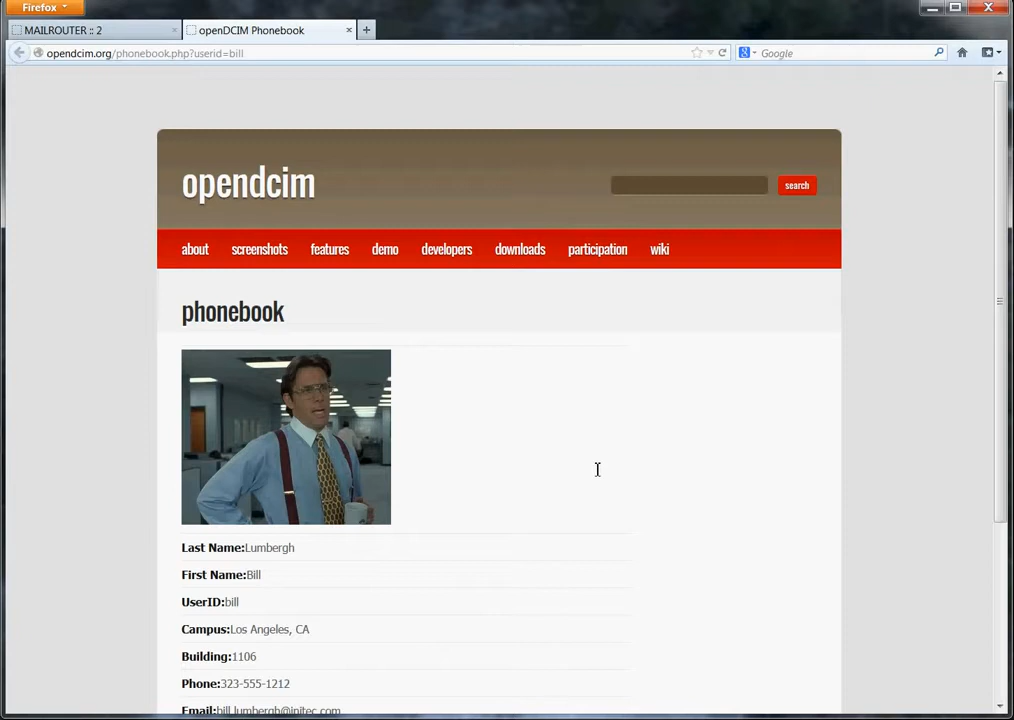 Firefox
MAILROUTER :: 2
openDCIM Phonebook
opendcim.org/phonebook.php?userid=bill
Google
opendcim
search
about screenshots features demo developers downloads participation wiki
phonebook
Last Name:Lumbergh
First Name:Bill
UserID:bill
Campus:Los Angeles, CA
Building:1106
Phone:323-555-1212
Email:bill.lumbergh@initec.com